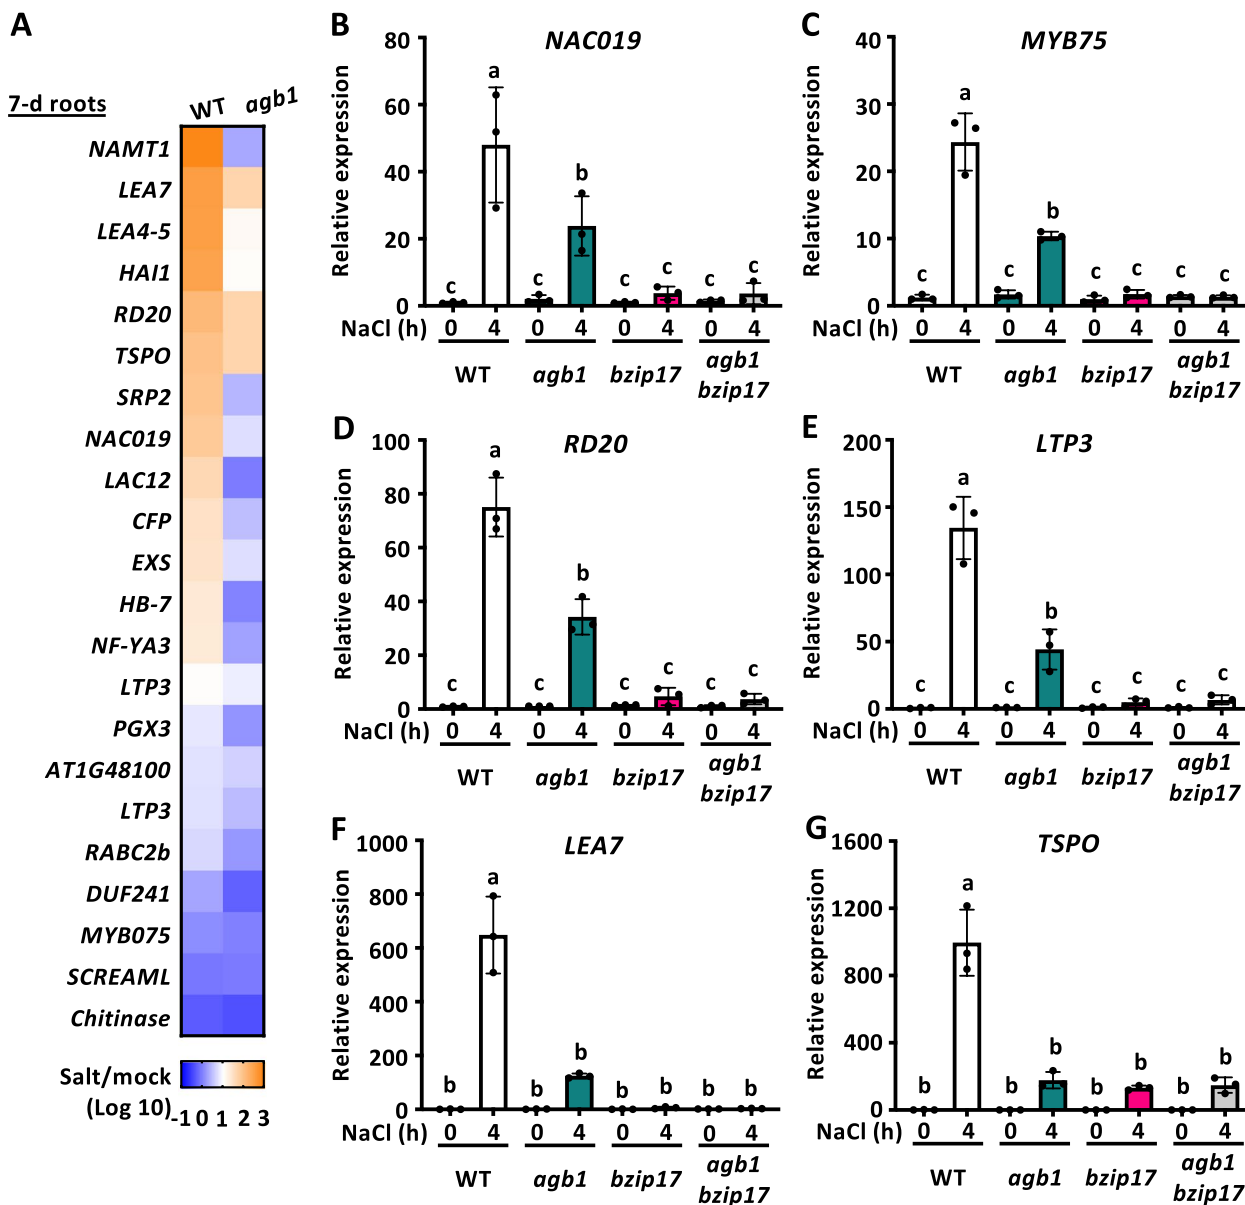 A
7-d roots
WT agb1
NAMT1
LEA7
LEA4-5
HAI1
RD20
TSPO
SRP2
NAC019
LAC12
CFP
EXS
HB-7
NF-YA3
LTP3
PGX3
AT1G48100
LTP3
RABC2b
DUF241
MYB075
SCREAML
Chitinase
Salt/mock
(Log 10)
-1 0 1 2 3
B
NAC019
Relative expression
80
60
40
20
0
c a c b c c c c
NaCl (h) 0 4 0 4 0 4 0 4
WT agb1 bzip17 agb1
bzip17
C
MYB75
Relative expression
40
30
20
10
0
c a c b c c c c
NaCl (h) 0 4 0 4 0 4 0 4
WT agb1 bzip17 agb1
bzip17
D
RD20
Relative expression
100
80
60
40
20
0
c a c b c c c c
NaCl (h) 0 4 0 4 0 4 0 4
WT agb1 bzip17 agb1
bzip17
E
LTP3
Relative expression
200
150
100
50
0
c a c b c c c c
NaCl (h) 0 4 0 4 0 4 0 4
WT agb1 bzip17 agb1
bzip17
F
LEA7
Relative expression
1000
800
600
400
200
0
b a b b b b b b
NaCl (h) 0 4 0 4 0 4 0 4
WT agb1 bzip17 agb1
bzip17
G
TSPO
Relative expression
1600
1200
800
400
0
b a b b b b b b
NaCl (h) 0 4 0 4 0 4 0 4
WT agb1 bzip17 agb1
bzip17